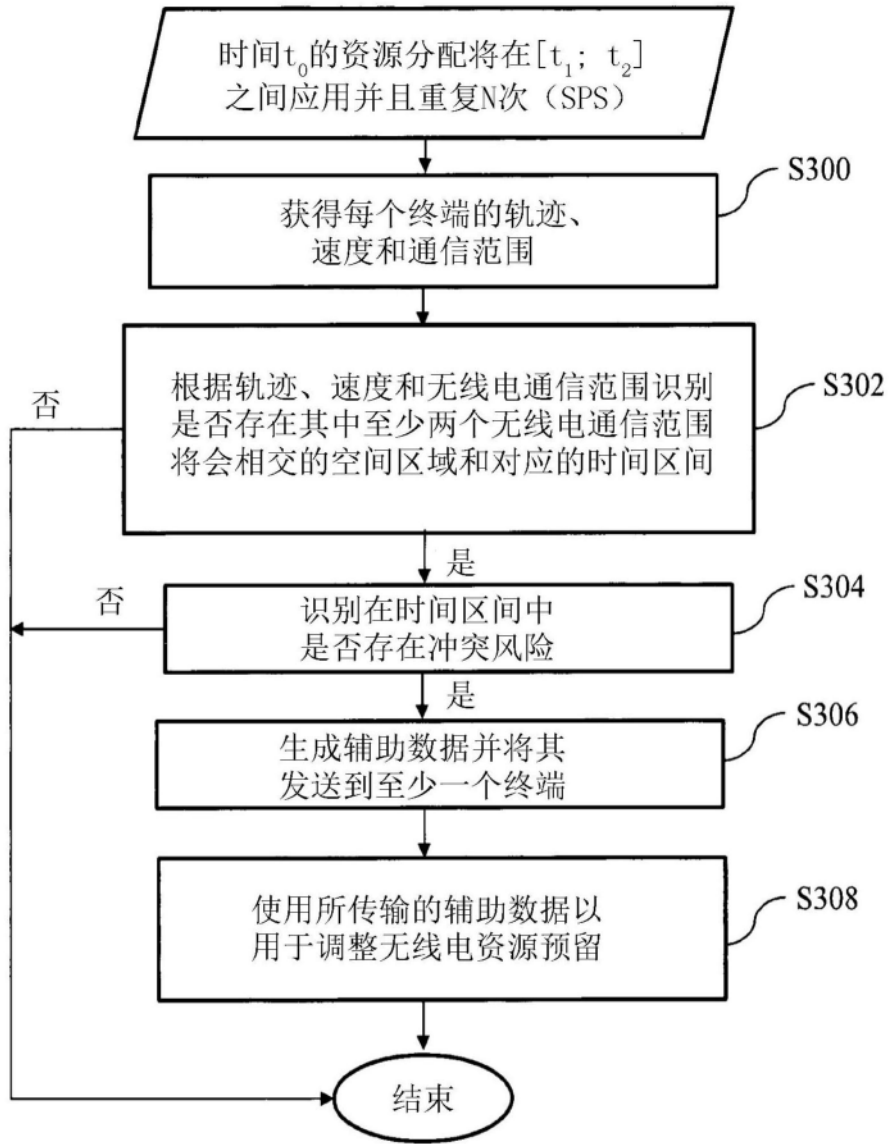 时间t₀的资源分配将在[t₁; t₂]
之间应用并且重复N次（SPS）
S300
获得每个终端的轨迹、
速度和通信范围
S302
根据轨迹、速度和无线电通信范围识别
是否存在其中至少两个无线电通信范围
将会相交的空间区域和对应的时间区间
否
是
S304
识别在时间区间中
是否存在冲突风险
否
是
S306
生成辅助数据并将其
发送到至少一个终端
S308
使用所传输的辅助数据以
用于调整无线电资源预留
结束